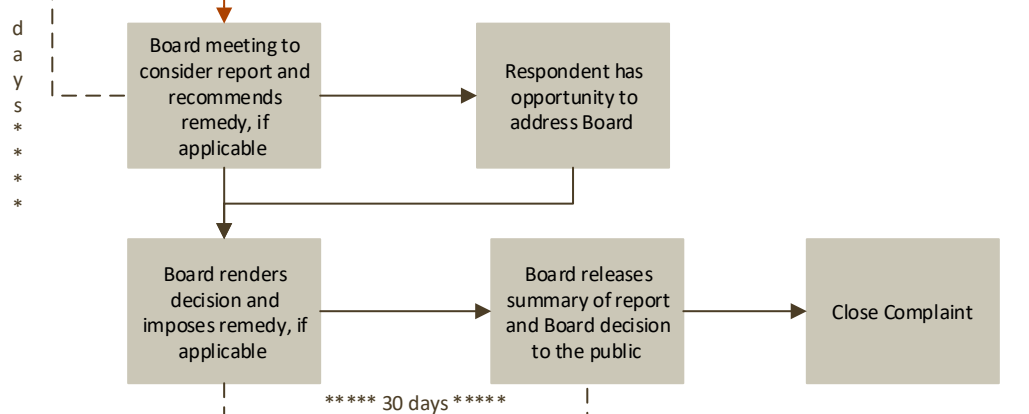 d
a
y
s
*
*
*
*
Board meeting to
consider report and
recommends
remedy, if
applicable
Respondent has
opportunity to
address Board
Board renders
decision and
imposes remedy, if
applicable
Board releases
summary of report
and Board decision
to the public
Close Complaint
***** 30 days *****